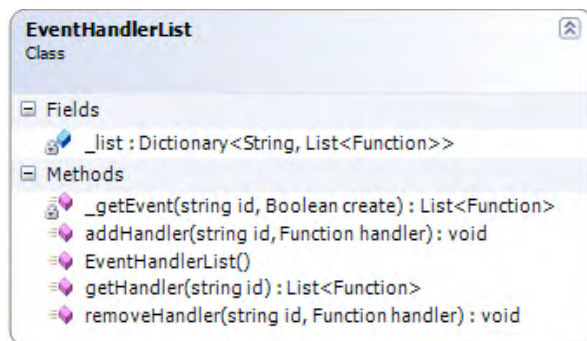 EventHandlerList
Class
Fields
_list : Dictionary<String, List<Function>>
Methods
_getEvent(string id, Boolean create) : List<Function>
addHandler(string id, Function handler) : void
EventHandlerList()
getHandler(string id) : List<Function>
removeHandler(string id, Function handler) : void